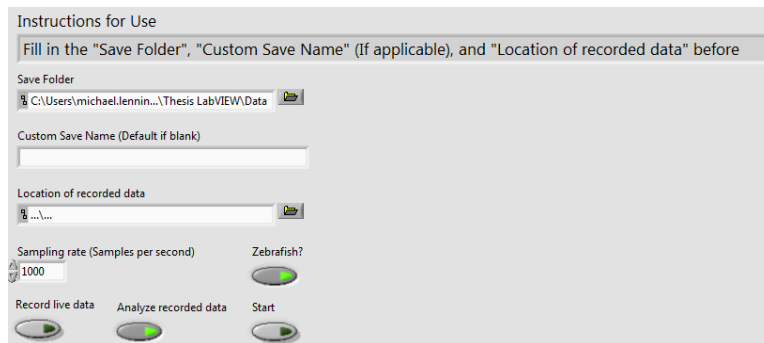 Instructions for Use
Fill in the "Save Folder", "Custom Save Name" (If applicable), and "Location of recorded data" before
Save Folder
C:\Users\michael.lennin...\Thesis LabVIEW\Data
Custom Save Name (Default if blank)
Location of recorded data
...\...
Sampling rate (Samples per second) Zebrafish?
1000
Record live data Analyze recorded data Start